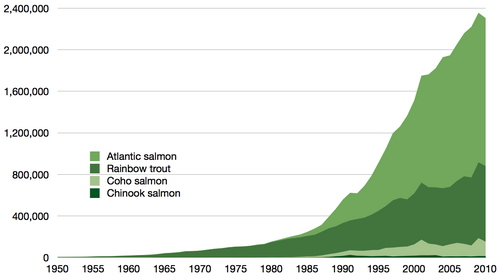 2,400,000
2,000,000
1,600,000
1,200,000
800,000
400,000
0
Atlantic salmon
Rainbow trout
Coho salmon
Chinook salmon
1950 1955 1960 1965 1970 1975 1980 1985 1990 1995 2000 2005